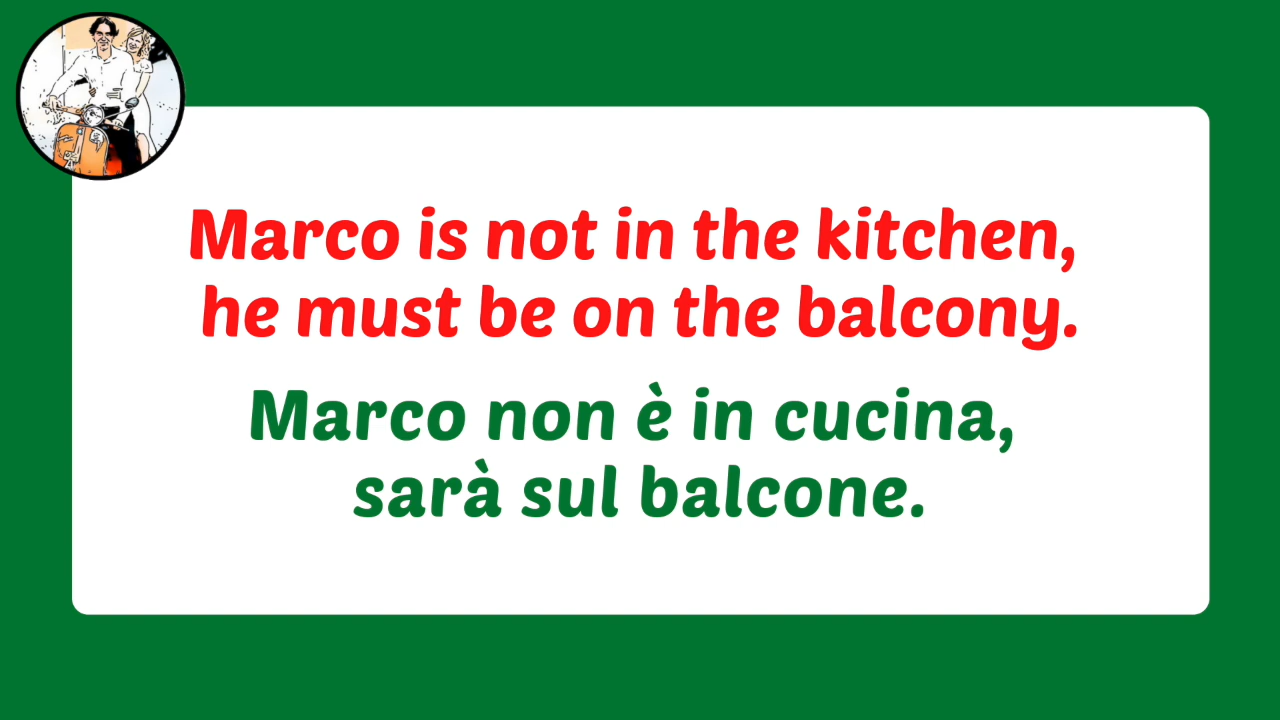 Marco is not in the kitchen,
he must be on the balcony.
Marco non è in cucina,
sarà sul balcone.